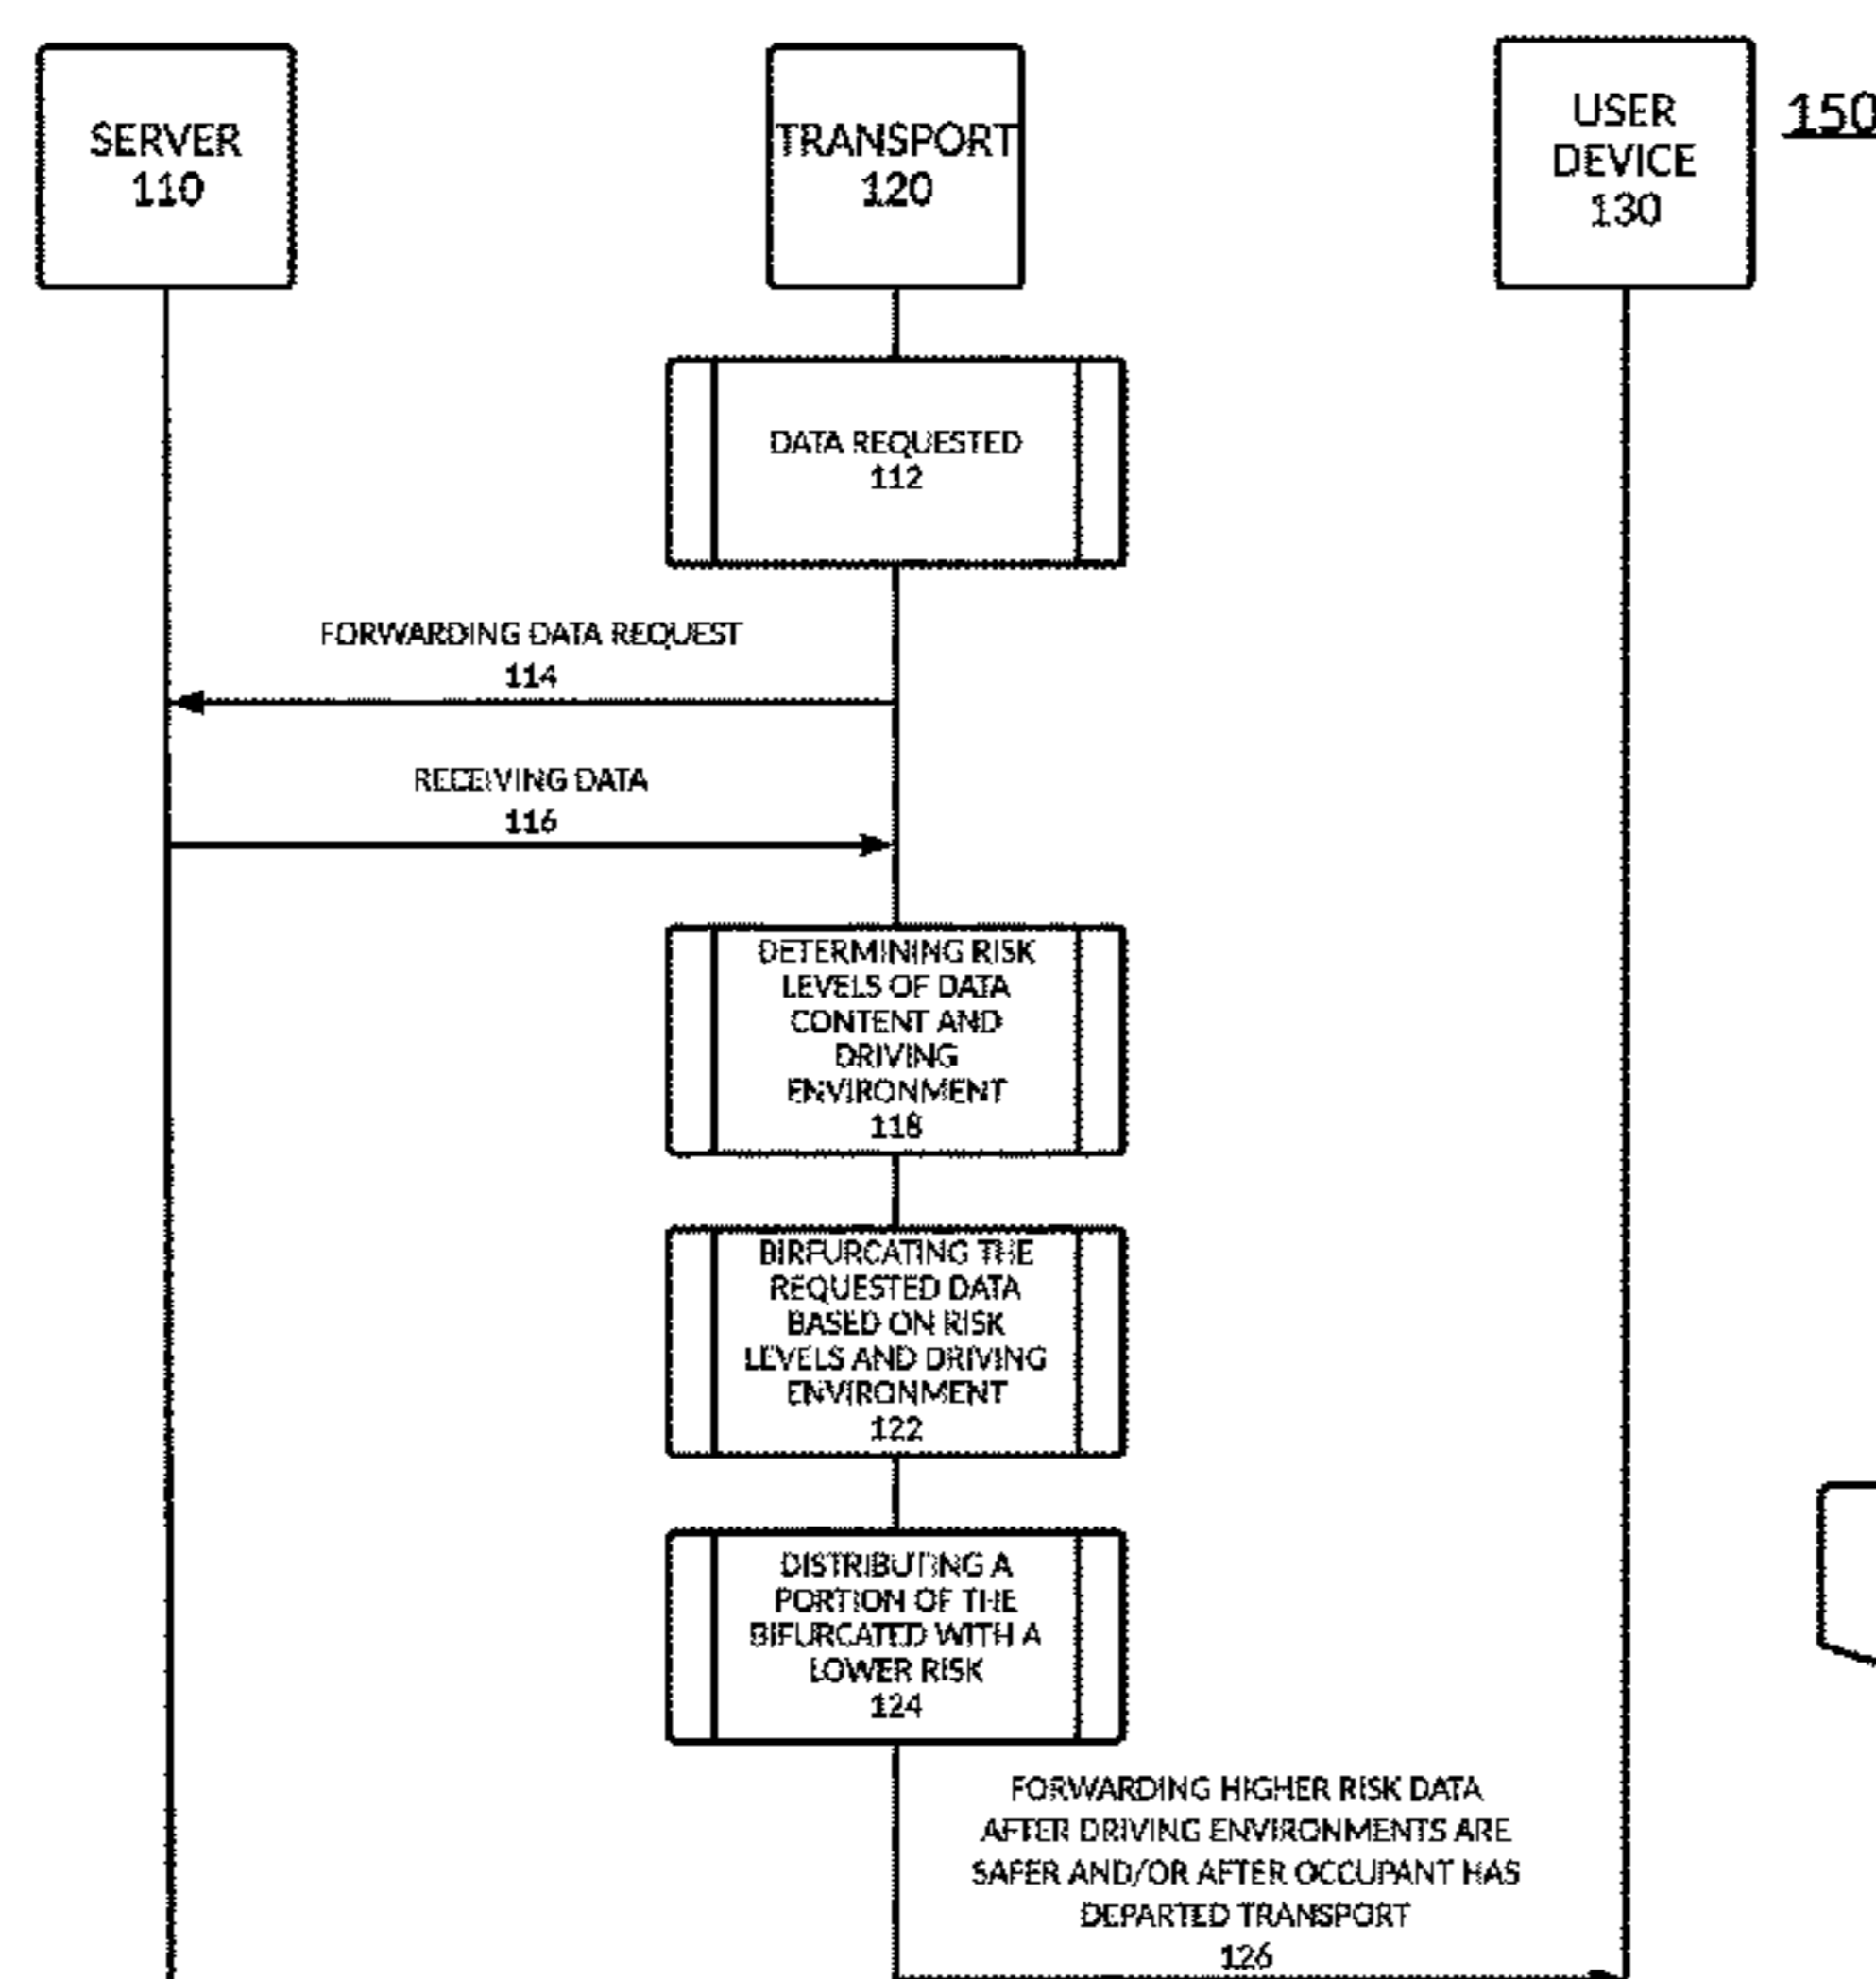 SERVER
110
TRANSPORT
120
USER
DEVICE
130
150
DATA REQUESTED
112
FORWARDING DATA REQUEST
114
RECEIVING DATA
116
DETERMINING RISK
LEVELS OF DATA
CONTENT AND
DRIVING
ENVIRONMENT
118
BIRFURCATING THE
REQUESTED DATA
BASED ON RISK
LEVELS AND DRIVING
ENVIRONMENT
122
DISTRIBUTING A
PORTION OF THE
BIFURCATED WITH A
LOWER RISK
124
FORWARDING HIGHER RISK DATA
AFTER DRIVING ENVIRONMENTS ARE
SAFER AND/OR AFTER OCCUPANT HAS
DEPARTED TRANSPORT
126